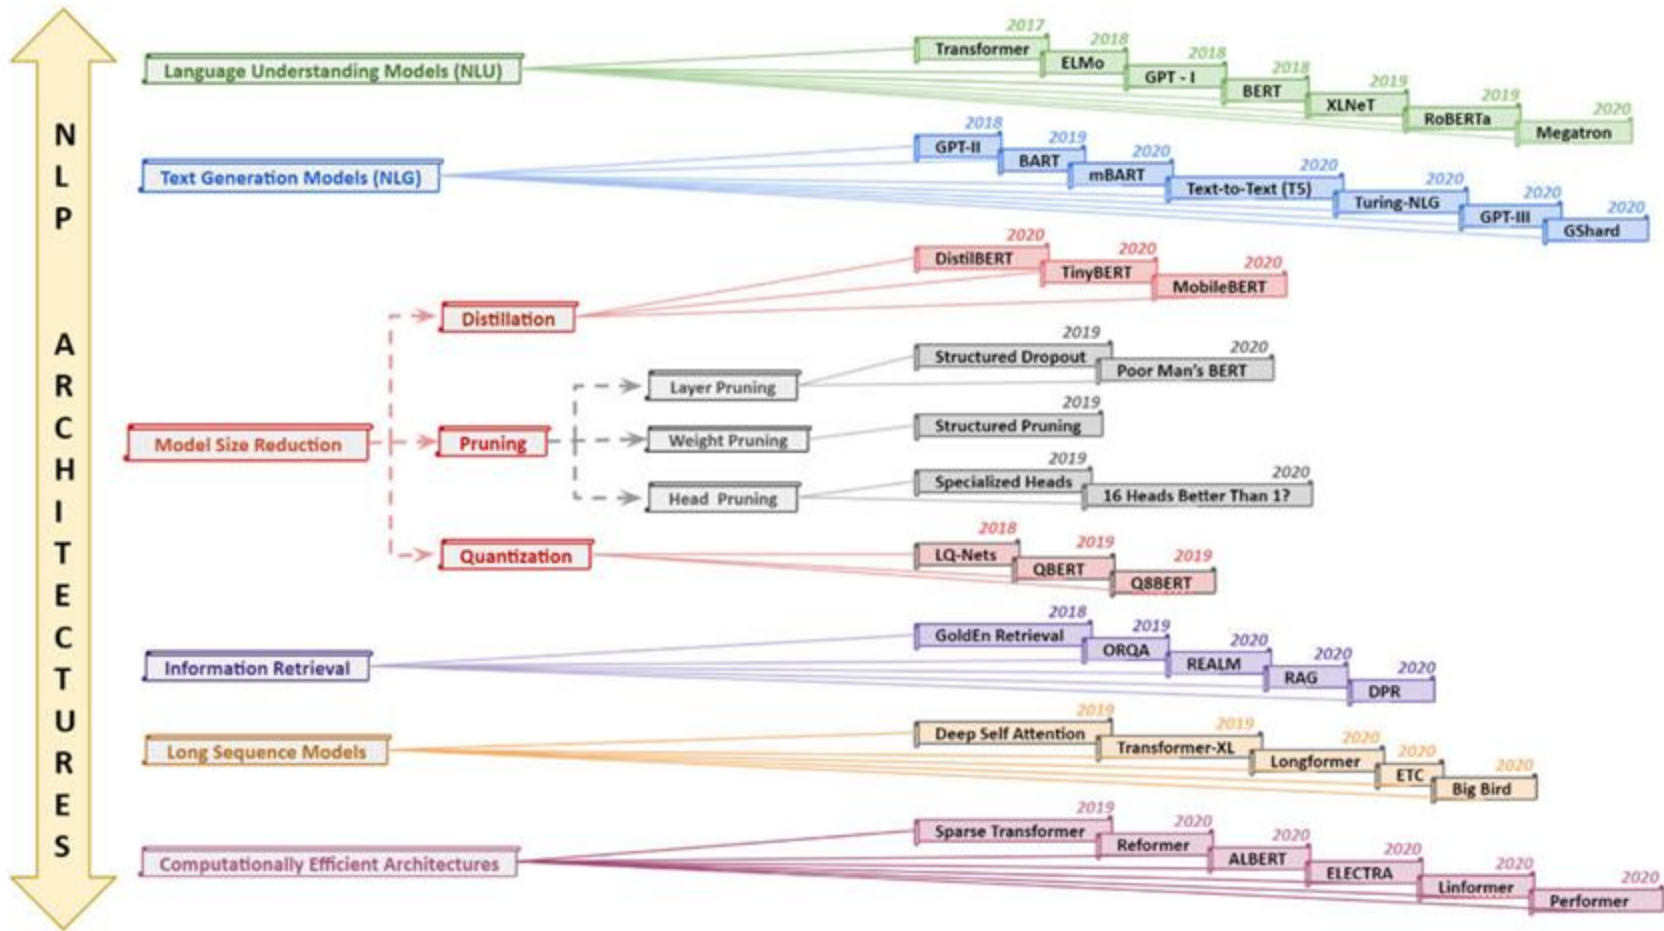 NLP ARCHITECTURES
Language Understanding Models (NLU)
2017
Transformer
2018
ELMo
2018
GPT - I
2018
BERT
2019
XLNeT
2019
RoBERTa
2020
Megatron
Text Generation Models (NLG)
2018
GPT-II
2019
BART
2020
mBART
2020
Text-to-Text (T5)
2020
Turing-NLG
2020
GPT-III
2020
GShard
Model Size Reduction
Distillation
2020
DistilBERT
2020
TinyBERT
2020
MobileBERT
Pruning
Layer Pruning
2019
Structured Dropout
2020
Poor Man's BERT
Weight Pruning
2019
Structured Pruning
Head Pruning
2019
Specialized Heads
2020
16 Heads Better Than 1?
Quantization
2018
LQ-Nets
2019
QBERT
2019
Q8BERT
Information Retrieval
2018
GoldEn Retrieval
2019
ORQA
2020
REALM
2020
RAG
2020
DPR
Long Sequence Models
2019
Deep Self Attention
2019
Transformer-XL
2020
Longformer
2020
ETC
2020
Big Bird
Computationally Efficient Architectures
2019
Sparse Transformer
2020
Reformer
2020
ALBERT
2020
ELECTRA
2020
Linformer
2020
Performer